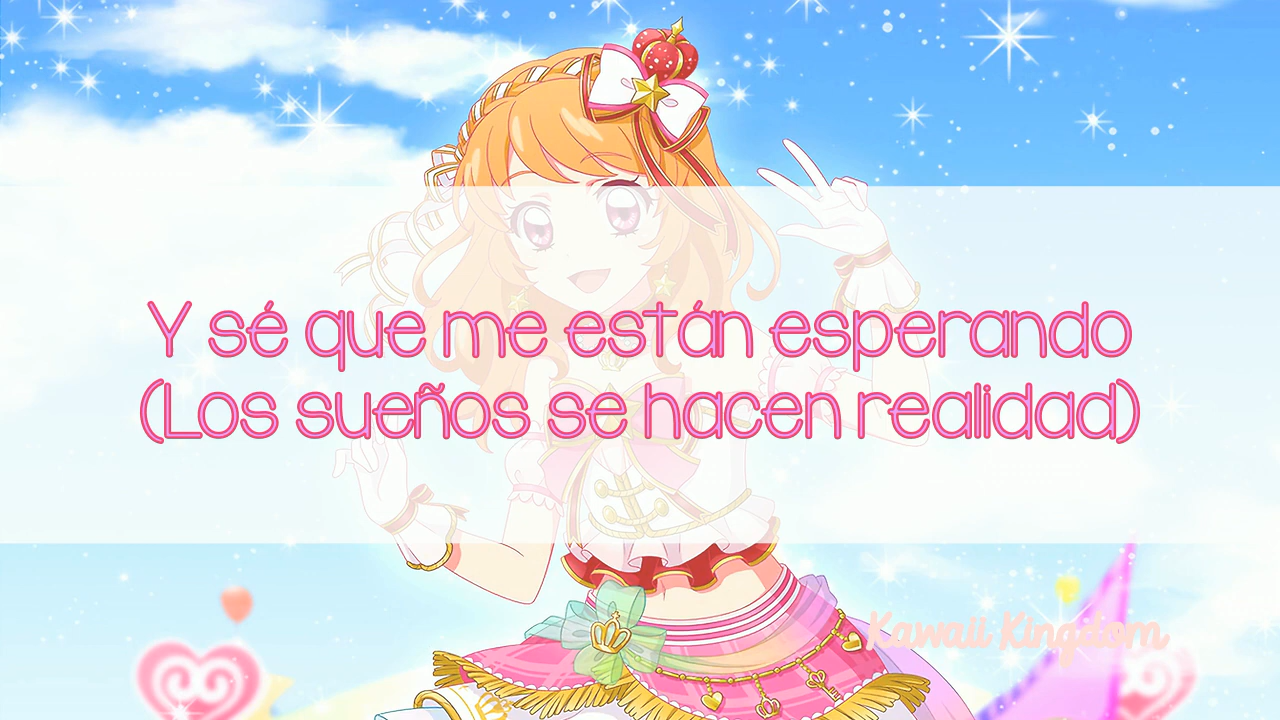 Y sé que me están esperando
(Los sueños se hacen realidad)
Kawaii Kingdom